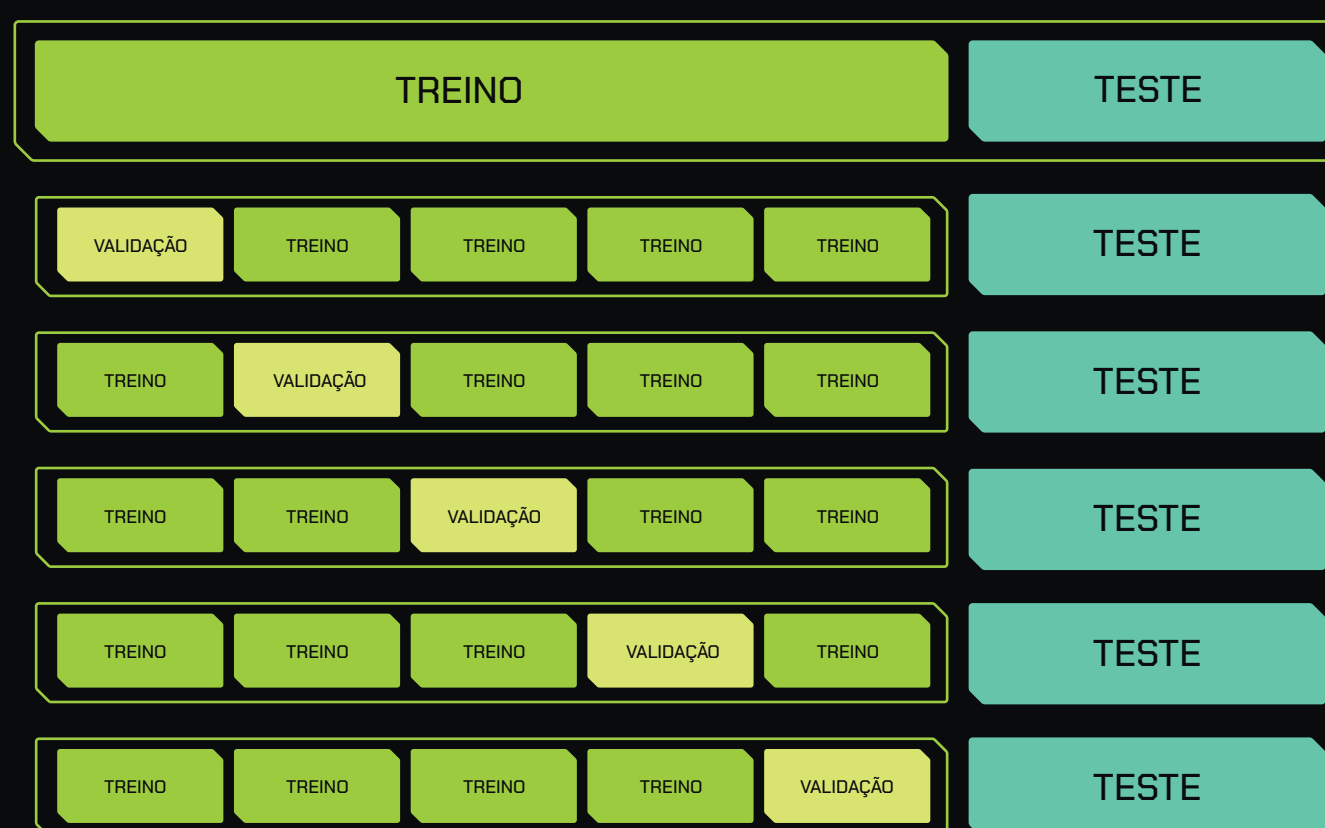 TREINO TESTE
VALIDAÇÃO TREINO TREINO TREINO TREINO TESTE
TREINO VALIDAÇÃO TREINO TREINO TREINO TESTE
TREINO TREINO VALIDAÇÃO TREINO TREINO TESTE
TREINO TREINO TREINO VALIDAÇÃO TREINO TESTE
TREINO TREINO TREINO TREINO VALIDAÇÃO TESTE